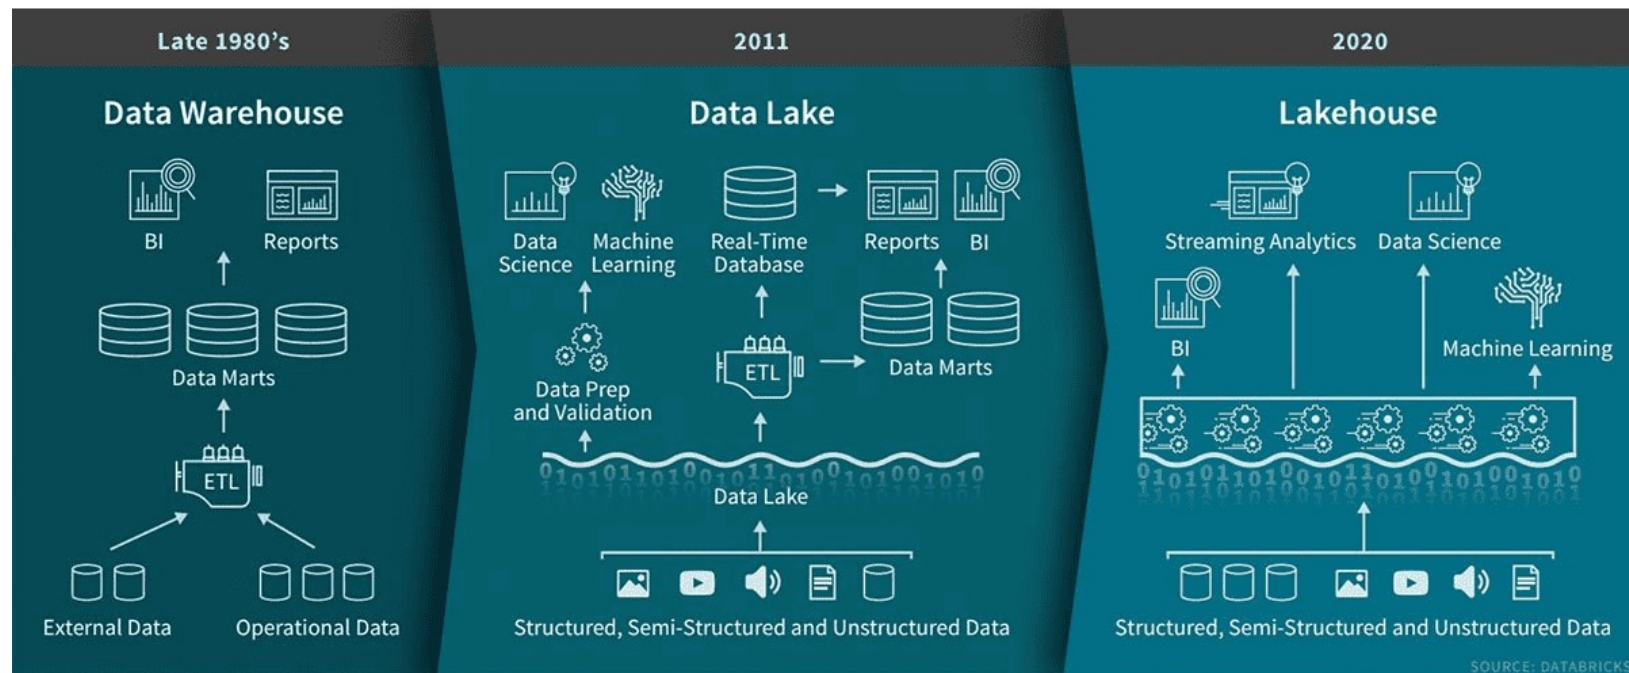 Late 1980's
Data Warehouse
BI
Reports
Data Marts
ETL
External Data
Operational Data
2011
Data Lake
Data
Science
Machine
Learning
Real-Time
Database
Reports
BI
Data Prep
and Validation
ETL
Data Marts
01101011100101100101001010
Data Lake
Structured, Semi-Structured and Unstructured Data
2020
Lakehouse
Streaming Analytics
Data Science
BI
Machine Learning
Structured, Semi-Structured and Unstructured Data
SOURCE: DATABRICKS